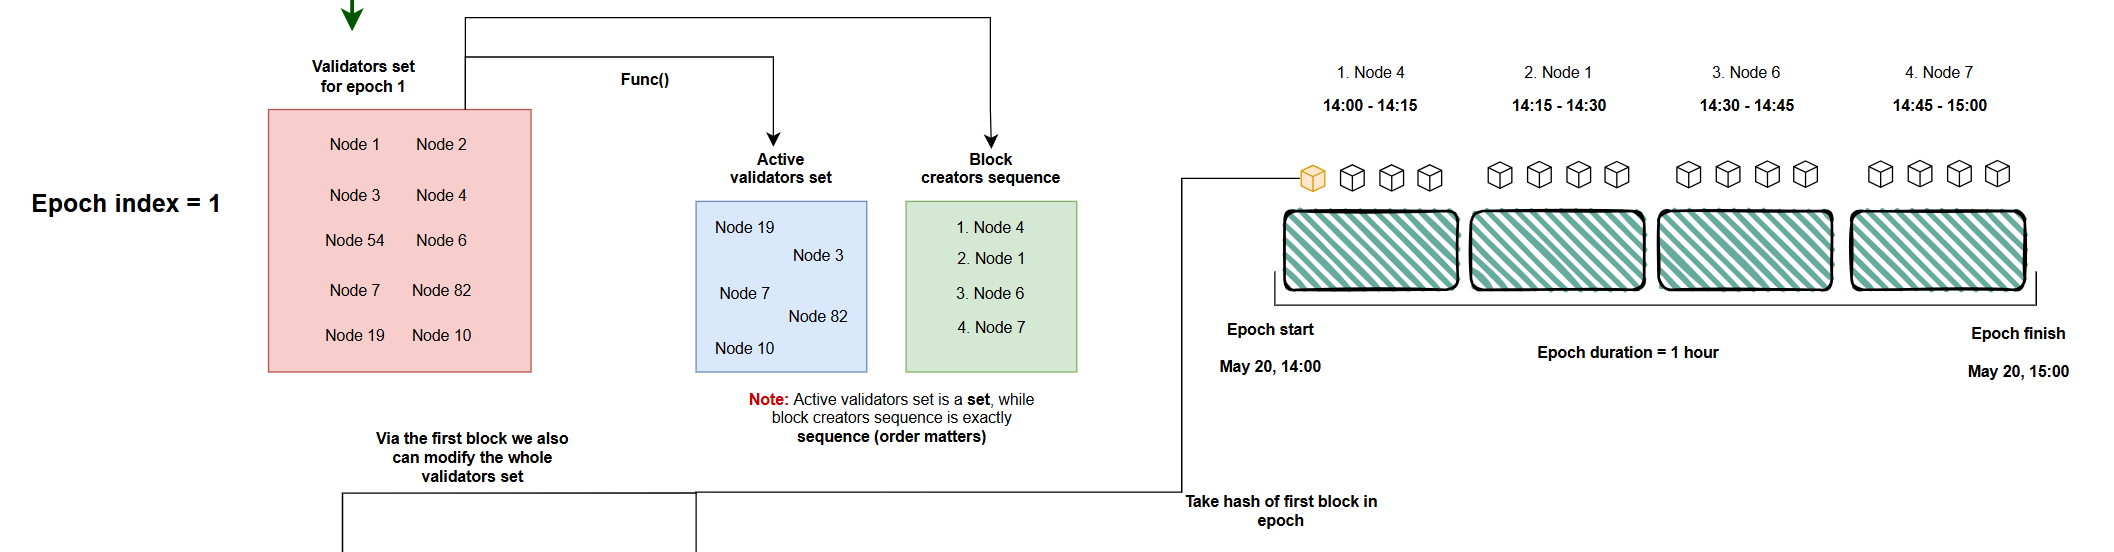 Validators set
for epoch 1
Func()
Node 1
Node 2
Node 3
Node 4
Node 54
Node 6
Node 7
Node 82
Node 19
Node 10
Epoch index = 1
Active
validators set
Node 19
Node 3
Node 7
Node 82
Node 10
Block
creators sequence
1. Node 4
2. Node 1
3. Node 6
4. Node 7
Note: Active validators set is a set, while
block creators sequence is exactly
sequence (order matters)
1. Node 4
14:00 - 14:15
2. Node 1
14:15 - 14:30
3. Node 6
14:30 - 14:45
4. Node 7
14:45 - 15:00
Epoch start
May 20, 14:00
Epoch duration = 1 hour
Epoch finish
May 20, 15:00
Via the first block we also
can modify the whole
validators set
Take hash of first block in
epoch